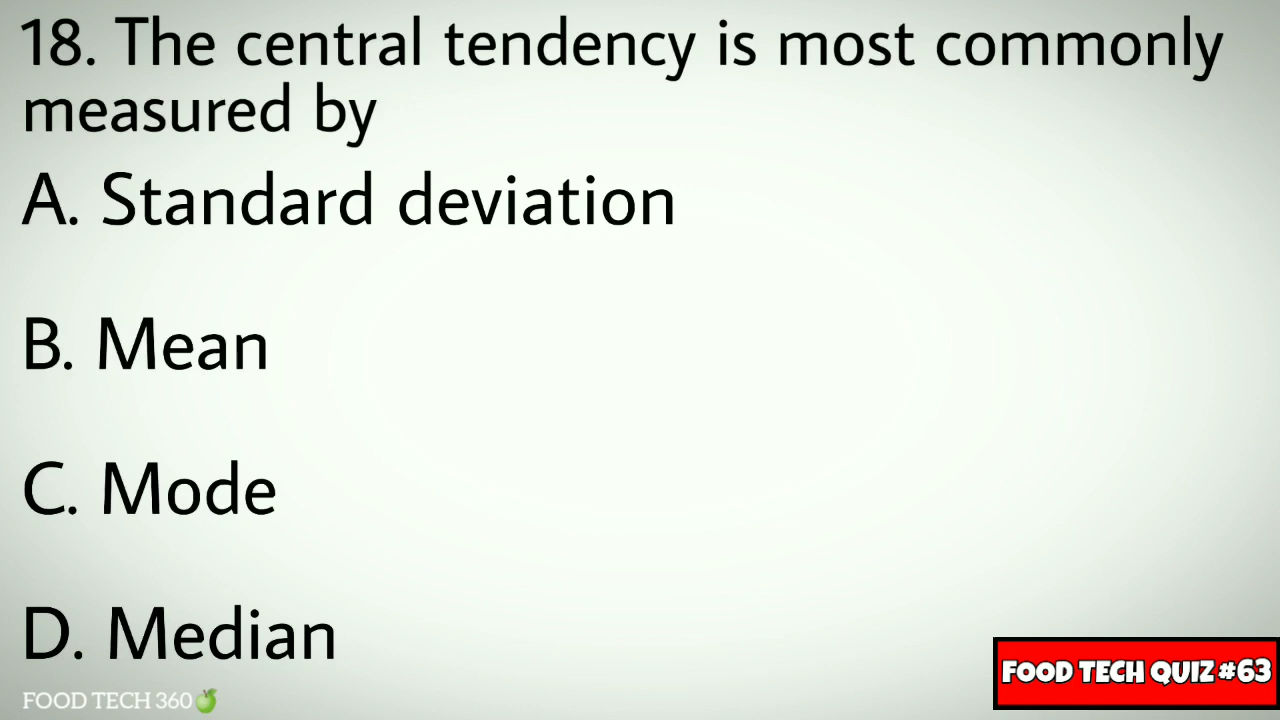 18. The central tendency is most commonly
measured by
A. Standard deviation
B. Mean
C. Mode
D. Median
FOOD TECH 360
FOOD TECH QUIZ #63